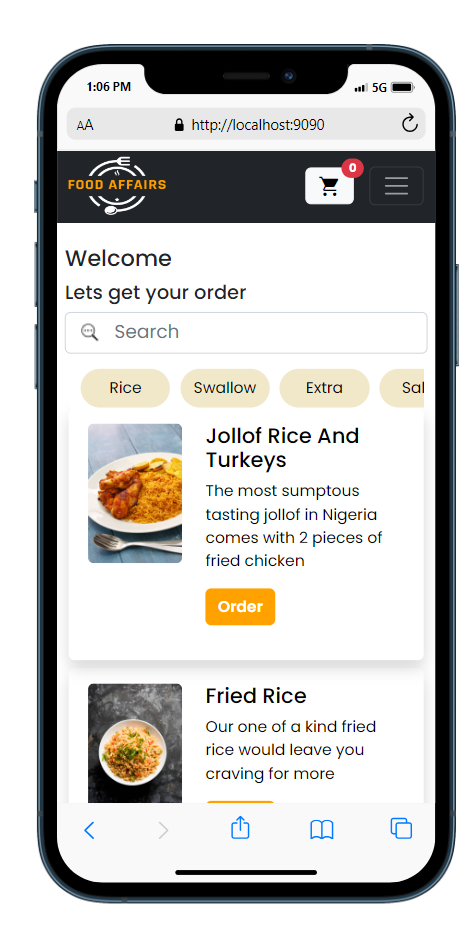 1:06 PM
5G
AA
http://localhost:9090
FOOD AFFAIRS
0
Welcome
Lets get your order
Search
Rice
Swallow
Extra
Sal
Jollof Rice And
Turkeys
The most sumptous
tasting jollof in Nigeria
comes with 2 pieces of
fried chicken
Order
Fried Rice
Our one of a kind fried
rice would leave you
craving for more